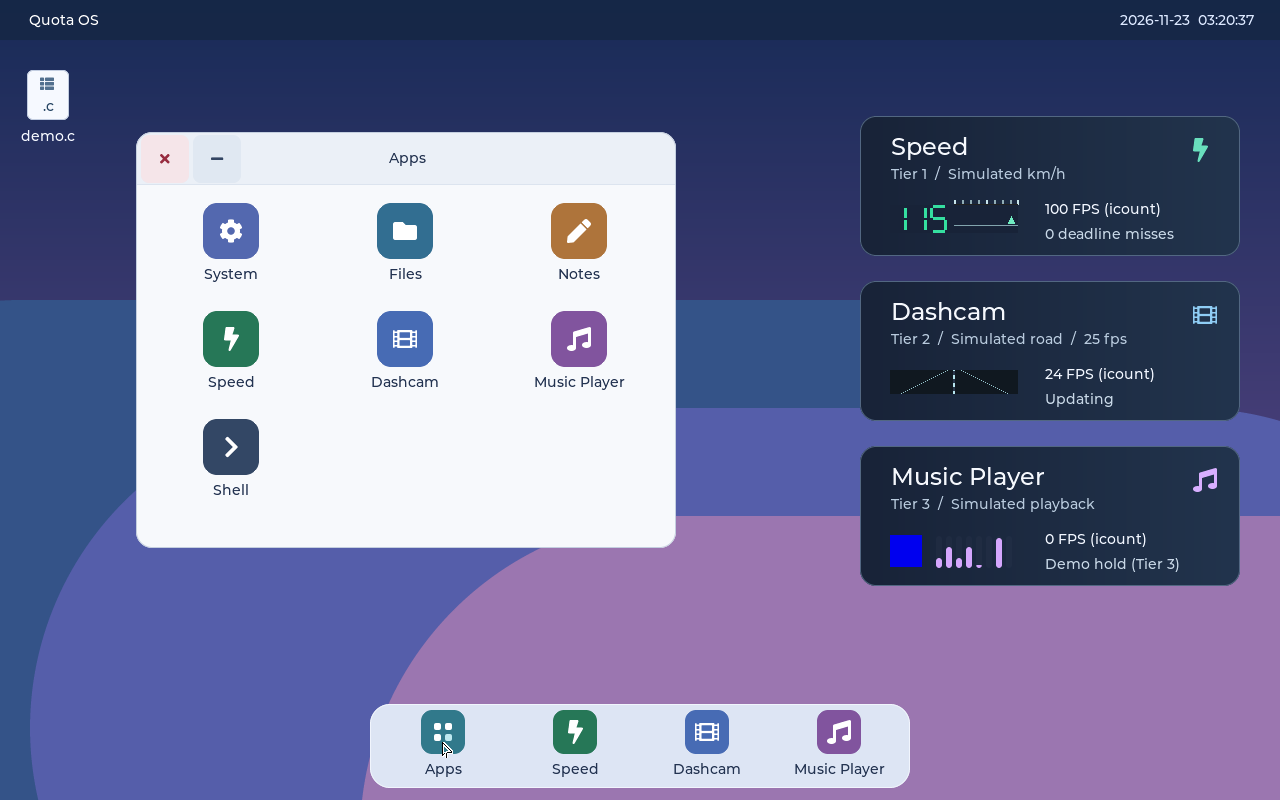 Quota OS
2026-11-23 03:20:37
.c
demo.c
Apps
System
Files
Notes
Speed
Dashcam
Music Player
Shell
Speed
Tier 1 / Simulated km/h
115
100 FPS (icount)
0 deadline misses
Dashcam
Tier 2 / Simulated road / 25 fps
24 FPS (icount)
Updating
Music Player
Tier 3 / Simulated playback
0 FPS (icount)
Demo hold (Tier 3)
Apps
Speed
Dashcam
Music Player